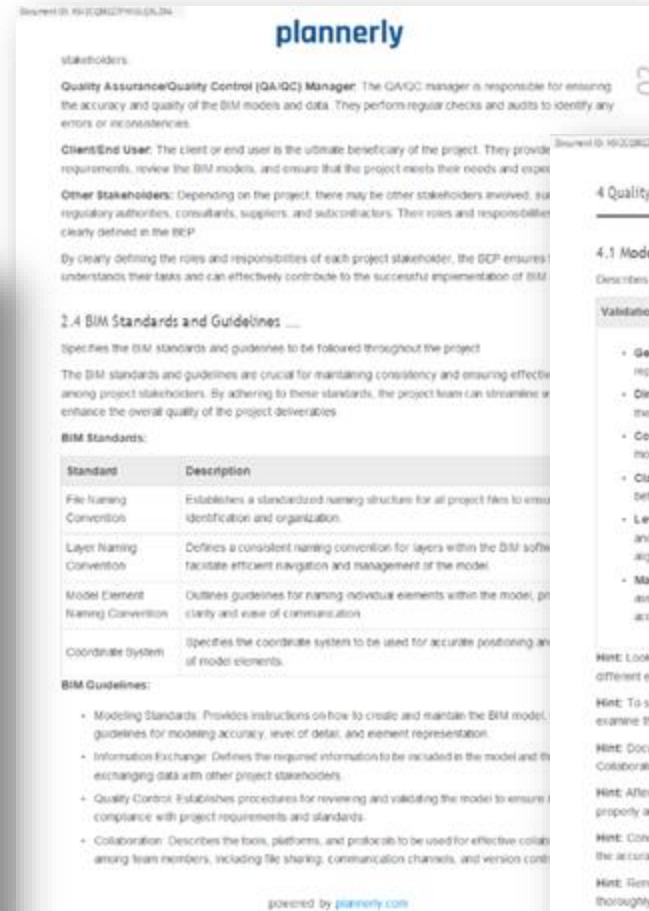 plannerly
stakeholders.
Quality Assurance/Quality Control (QA/QC) Manager: The QA/QC manager is responsible for ensuring
the accuracy and quality of the BIM models and data. They perform regular checks and audits to identify any
errors or inconsistencies.
Client/End User: The client or end user is the ultimate beneficiary of the project. They provide
requirements, review the BIM models, and ensure that the project meets their needs and
Other Stakeholders: Depending on the project, there may be other stakeholders involved,
regulatory authorities, consultants, suppliers, and subcontractors. Their roles and responsibilities
clearly defined in the BEP
By clearly defining the roles and responsibilities of each project stakeholder, the BEP ensures
understands their tasks and can effectively contribute to the successful implementation of BIM
2.4 BIM Standards and Guidelines ....
Specifies the BIM standards and guidelines to be followed throughout the project
The BIM standards and guidelines are crucial for maintaining consistency and ensuring
among project stakeholders. By adhering to these standards, the project team can streamline
enhance the overall quality of the project deliverables
BIM Standards:
Standard Description
File Naming Convention
Establishes a standardized naming structure for all project files to
identification and organization.
Layer Naming Convention
Defines a consistent naming convention for layers within the BIM
facilitate efficient navigation and management of the model.
Model Element Naming Convention
Outlines guidelines for naming individual elements within the model,
clarity and ease of communication
Coordinate System
Specifies the coordinate system to be used for accurate positioning
of model elements.
BIM Guidelines:
• Modeling Standards: Provides instructions on how to create and maintain the BIM model,
guidelines for modeling accuracy, level of detail, and element representation.
• Information Exchange: Defines the required information to be included in the model and
exchanging data with other project stakeholders.
• Quality Control: Establishes procedures for reviewing and validating the model to ensure
compliance with project requirements and standards.
• Collaboration: Describes the tools, platforms, and protocols to be used for effective
among team members, including file sharing, communication channels, and version
powered by plannerly.com
4 Quality
4.1
Describes
Hint:
different
Hint: To
examine
Hint:
Hint:
properly
Hint:
the
Hint:
thoroughly